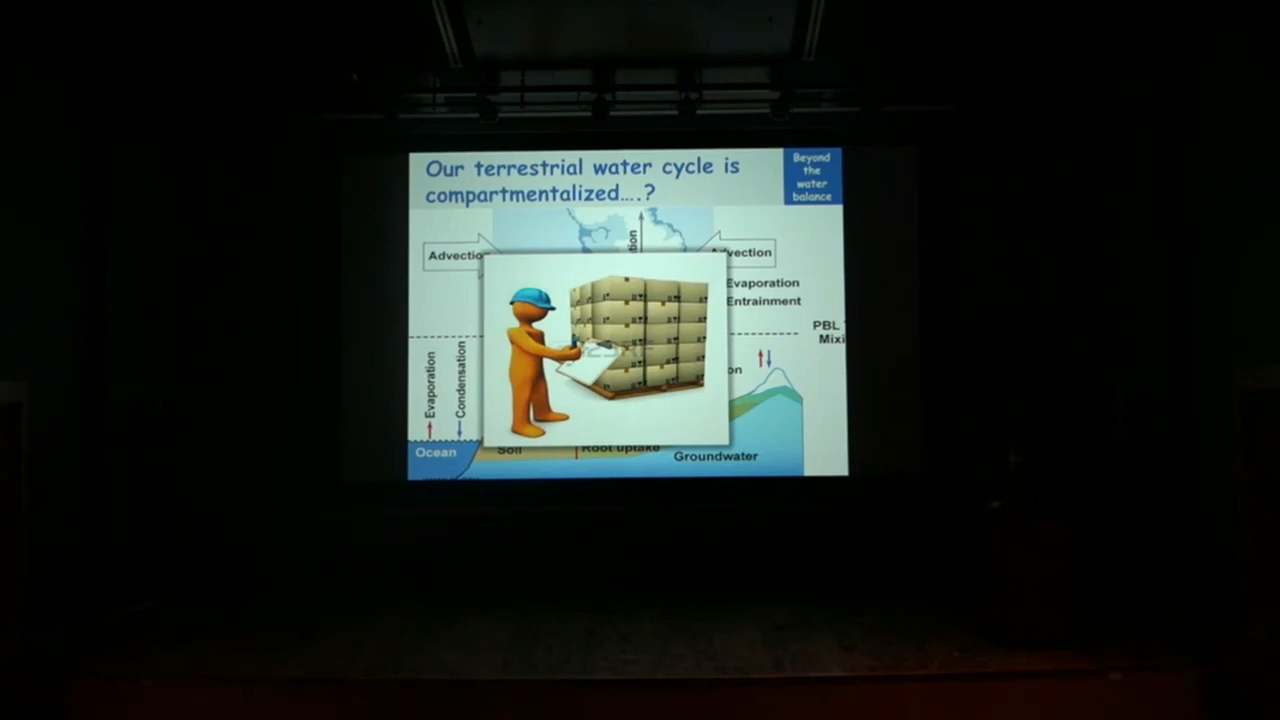 Our terrestrial water cycle is
compartmentalized….?
Beyond
the
water
balance
Advection
Evaporation
Entrainment
PBL
Evaporation
Condensation
Ocean
Soil
Root uptake
Groundwater